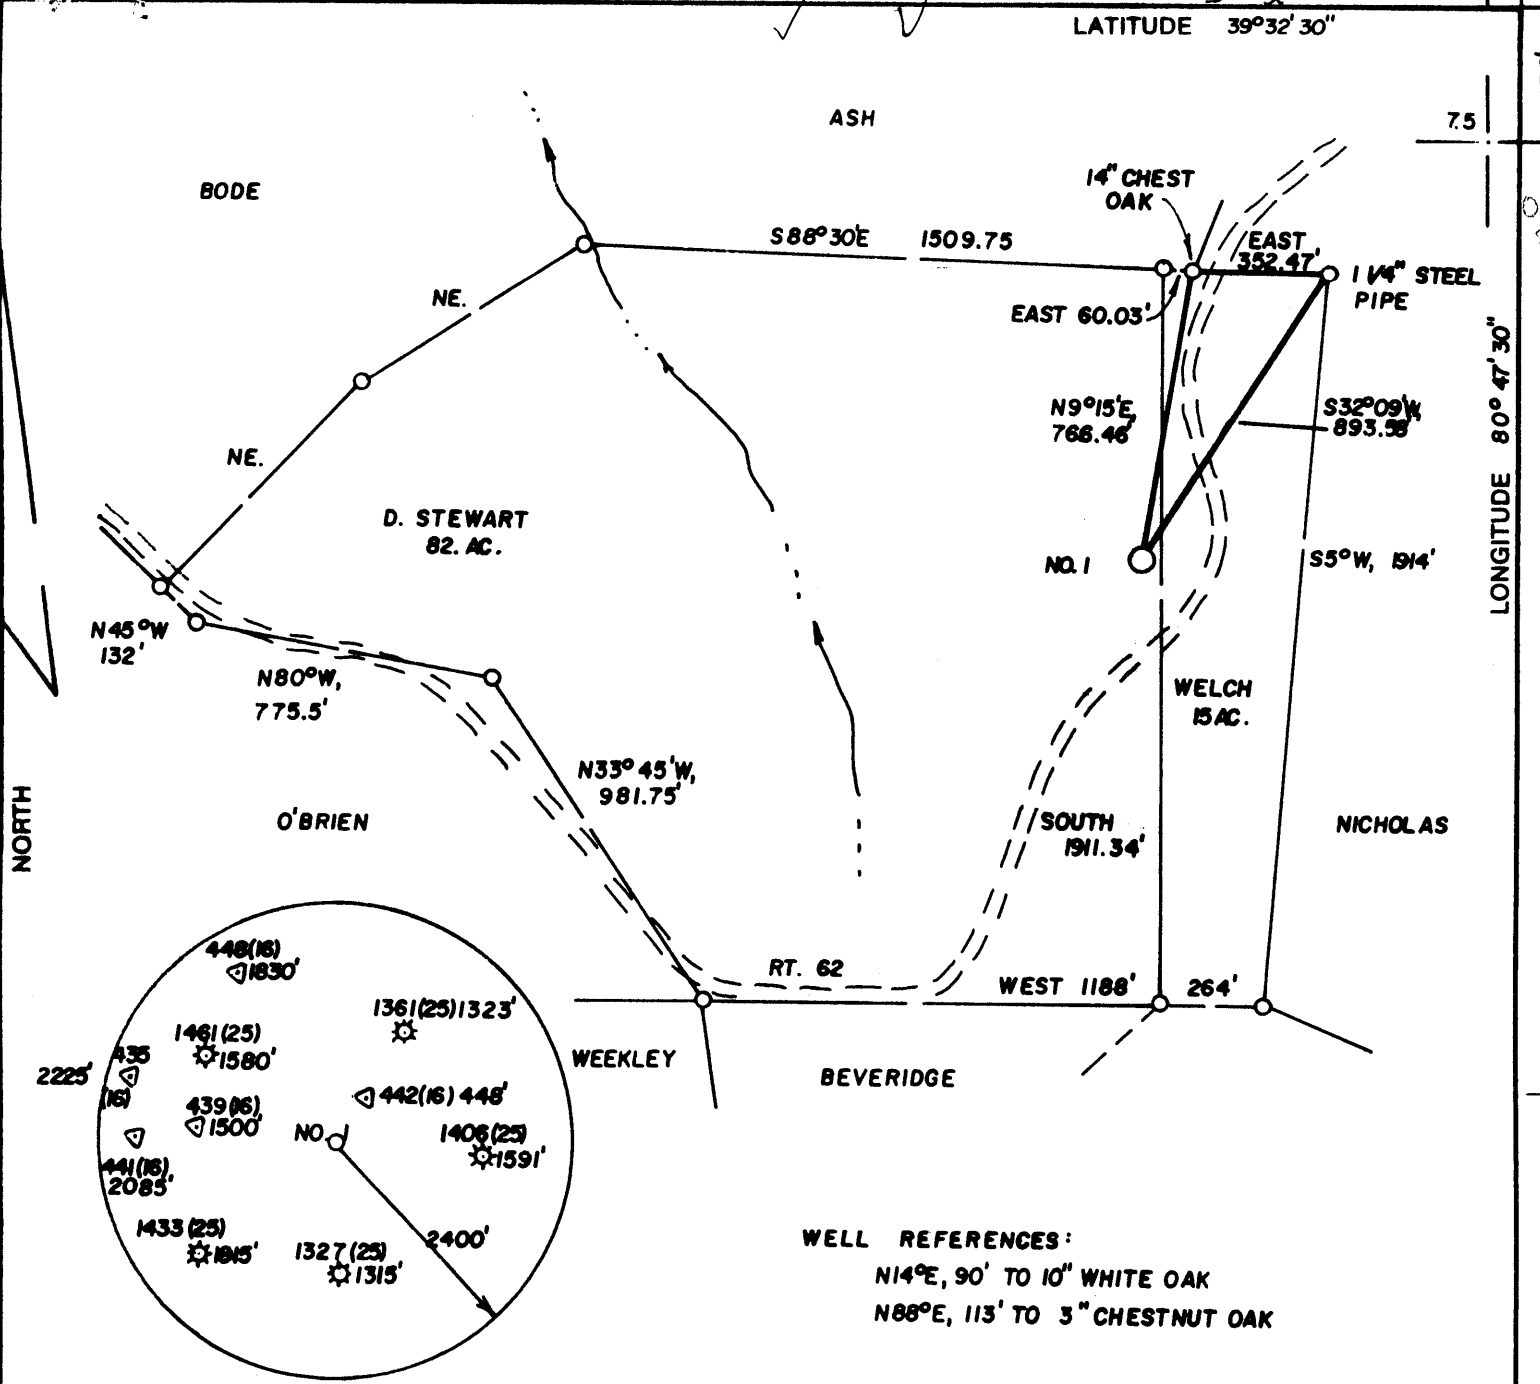 LATITUDE 39°32'30"
7.5
ASH
BODE
14" CHEST
OAK
S88°30'E 1509.75
EAST
352.47'
1 1/4" STEEL
PIPE
EAST 60.03'
NE.
NE.
N9°15'E,
766.46'
S32°09'W,
LONGITUDE 80° 47' 30"
D. STEWART
82. AC.
NO. 1
S5°W, 1914'
N45°W
132'
N80°W,
775.5'
WELCH
15 AC.
N33°45'W,
981.75'
NORTH
O'BRIEN
SOUTH
1911.34'
NICHOLAS
RT. 62
WEST 1188'
264'
WEEKLEY
BEVERIDGE
448(16)
1830'
1361(25)1323'
1461(25)
1580'
435
2225'
(16)
439(16)
1500'
442(16) 448'
NO. 1
1406(25)
1591'
441(16)
2085'
1433(25)
2400'
1327(25)
1315'
WELL REFERENCES:
N14°E, 90' TO 10" WHITE OAK
N88°E, 113' TO 3" CHESTNUT OAK